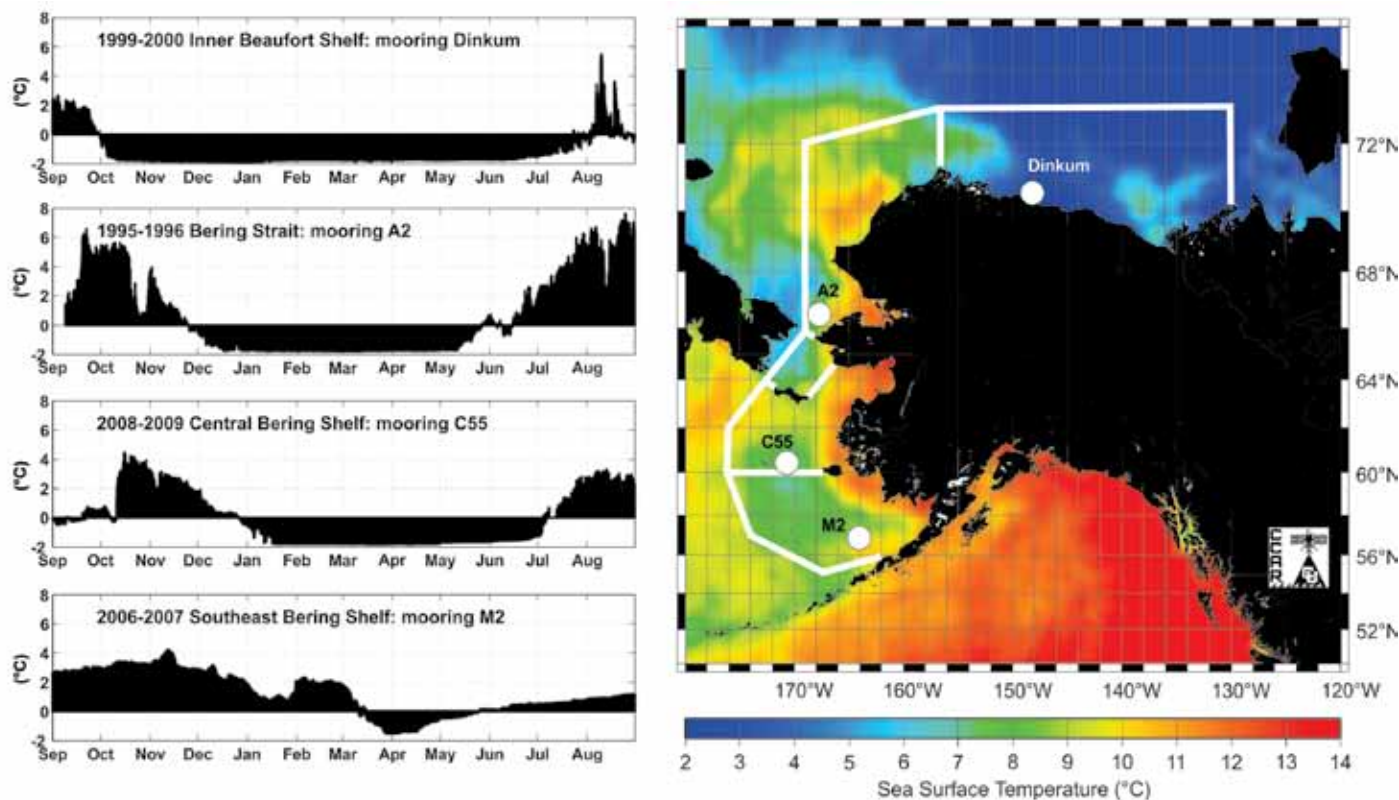 8
6
4
2
0
-2
(°C)
1999-2000 Inner Beaufort Shelf: mooring Dinkum
Sep Oct Nov Dec Jan Feb Mar Apr May Jun Jul Aug
8
6
4
2
0
-2
(°C)
1995-1996 Bering Strait: mooring A2
Sep Oct Nov Dec Jan Feb Mar Apr May Jun Jul Aug
8
6
4
2
0
-2
(°C)
2008-2009 Central Bering Shelf: mooring C55
Sep Oct Nov Dec Jan Feb Mar Apr May Jun Jul Aug
8
6
4
2
0
-2
(°C)
2006-2007 Southeast Bering Shelf: mooring M2
Sep Oct Nov Dec Jan Feb Mar Apr May Jun Jul Aug
Dinkum
A2
C55
M2
CCAR
72°N
68°N
64°N
60°N
56°N
52°N
170°W 160°W 150°W 140°W 130°W 120°W
2 3 4 5 6 7 8 9 10 11 12 13 14
Sea Surface Temperature (°C)